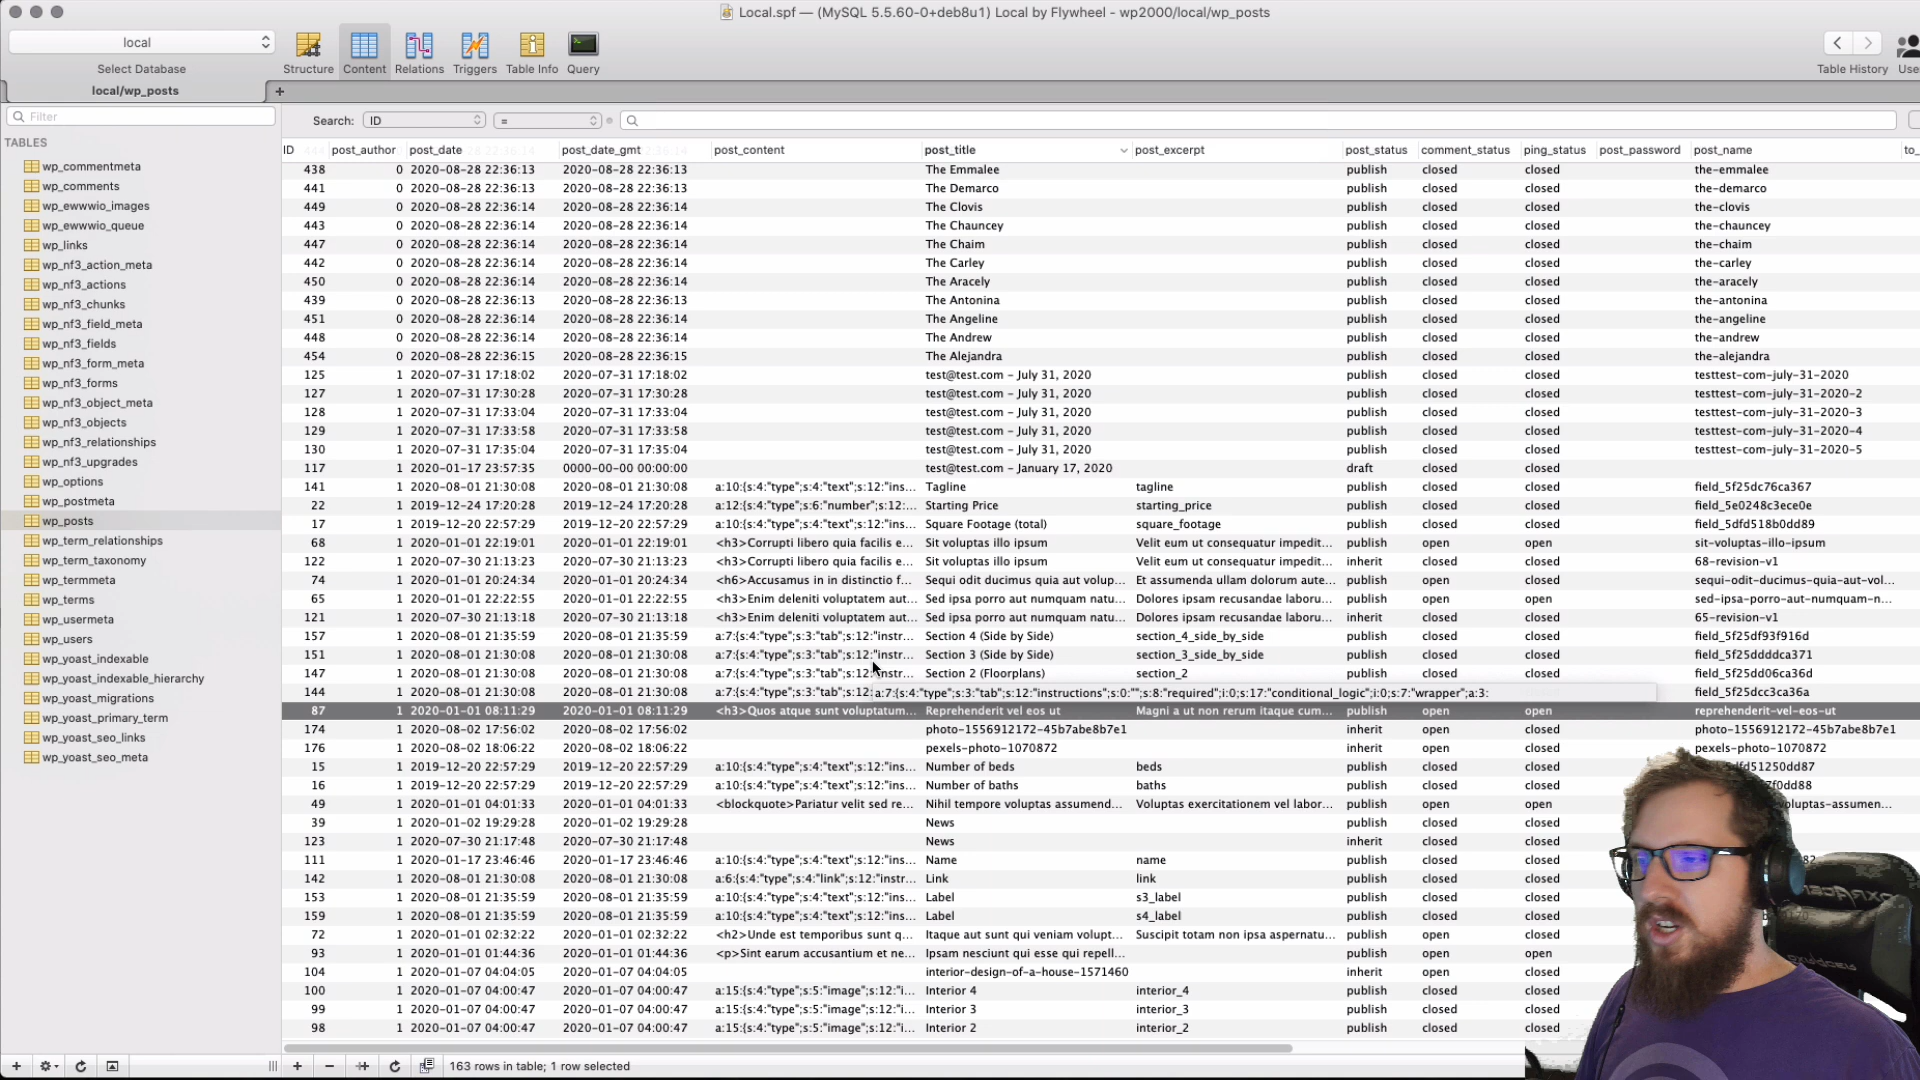 Local.spf — (MySQL 5.5.60-0+deb8u1) Local by Flywheel - wp2000/local/wp_posts
local
Select Database
Structure Content Relations Triggers Table Info Query
Table History Use
local/wp_posts
Filter
Search: ID =
TABLES
wp_commentmeta
wp_comments
wp_ewwwio_images
wp_ewwwio_queue
wp_links
wp_nf3_action_meta
wp_nf3_actions
wp_nf3_chunks
wp_nf3_field_meta
wp_nf3_fields
wp_nf3_form_meta
wp_nf3_forms
wp_nf3_object_meta
wp_nf3_objects
wp_nf3_relationships
wp_nf3_upgrades
wp_options
wp_postmeta
wp_posts
wp_term_relationships
wp_term_taxonomy
wp_termmeta
wp_terms
wp_usermeta
wp_users
wp_yoast_indexable
wp_yoast_indexable_hierarchy
wp_yoast_migrations
wp_yoast_primary_term
wp_yoast_seo_links
wp_yoast_seo_meta
ID post_author post_date post_date_gmt post_content post_title post_excerpt post_status comment_status ping_status post_password post_name to_
438 0 2020-08-28 22:36:13 2020-08-28 22:36:13 The Emmalee publish closed closed the-emmalee
441 0 2020-08-28 22:36:13 2020-08-28 22:36:13 The Demarco publish closed closed the-demarco
449 0 2020-08-28 22:36:14 2020-08-28 22:36:14 The Clovis publish closed closed the-clovis
443 0 2020-08-28 22:36:14 2020-08-28 22:36:14 The Chauncey publish closed closed the-chauncey
447 0 2020-08-28 22:36:14 2020-08-28 22:36:14 The Chaim publish closed closed the-chaim
442 0 2020-08-28 22:36:14 2020-08-28 22:36:14 The Carley publish closed closed the-carley
450 0 2020-08-28 22:36:14 2020-08-28 22:36:14 The Aracely publish closed closed the-aracely
439 0 2020-08-28 22:36:13 2020-08-28 22:36:13 The Antonina publish closed closed the-antonina
451 0 2020-08-28 22:36:14 2020-08-28 22:36:14 The Angeline publish closed closed the-angeline
448 0 2020-08-28 22:36:14 2020-08-28 22:36:14 The Andrew publish closed closed the-andrew
454 0 2020-08-28 22:36:15 2020-08-28 22:36:15 The Alejandra publish closed closed the-alejandra
125 1 2020-07-31 17:18:02 2020-07-31 17:18:02 test@test.com - July 31, 2020 publish closed closed testtest-com-july-31-2020
127 1 2020-07-31 17:30:28 2020-07-31 17:30:28 test@test.com - July 31, 2020 publish closed closed testtest-com-july-31-2020-2
128 1 2020-07-31 17:33:04 2020-07-31 17:33:04 test@test.com - July 31, 2020 publish closed closed testtest-com-july-31-2020-3
129 1 2020-07-31 17:33:58 2020-07-31 17:33:58 test@test.com - July 31, 2020 publish closed closed testtest-com-july-31-2020-4
130 1 2020-07-31 17:35:04 2020-07-31 17:35:04 test@test.com - July 31, 2020 publish closed closed testtest-com-july-31-2020-5
117 1 2020-01-17 23:57:35 0000-00-00 00:00:00 test@test.com - January 17, 2020 draft closed closed
141 1 2020-08-01 21:30:08 2020-08-01 21:30:08 a:10:{s:4:"type";s:4:"text";s:12:"ins... Tagline tagline publish closed closed field_5f25dc76ca367
22 1 2019-12-24 17:20:28 2019-12-24 17:20:28 a:12:{s:4:"type";s:6:"number";s:12:... Starting Price starting_price publish closed closed field_5e0248c3ece0e
17 1 2019-12-20 22:57:29 2019-12-20 22:57:29 a:10:{s:4:"type";s:4:"text";s:12:"ins... Square Footage (total) square_footage publish closed closed field_5dfd518b0dd89
68 1 2020-01-01 22:19:01 2020-01-01 22:19:01 <h3>Corrupti libero quia facilis e... Sit voluptas illo ipsum Velit eum ut consequatur impedit... publish open open sit-voluptas-illo-ipsum
122 1 2020-07-30 21:13:23 2020-07-30 21:13:23 <h3>Corrupti libero quia facilis e... Sit voluptas illo ipsum Velit eum ut consequatur impedit... inherit closed closed 68-revision-v1
74 1 2020-01-01 20:24:34 2020-01-01 20:24:34 <h6>Accusamus in in distinctio f... Sequi odit ducimus quia aut volup... Et assumenda ullam dolorum aute... publish open closed sequi-odit-ducimus-quia-aut-vol...
65 1 2020-01-01 22:22:55 2020-01-01 22:22:55 <h3>Enim deleniti voluptatem aut... Sed ipsa porro aut numquam natu... Dolores ipsam recusandae laboru... publish open open sed-ipsa-porro-aut-numquam-n...
121 1 2020-07-30 21:13:18 2020-07-30 21:13:18 <h3>Enim deleniti voluptatem aut... Sed ipsa porro aut numquam natu... Dolores ipsam recusandae laboru... inherit closed closed 65-revision-v1
157 1 2020-08-01 21:35:59 2020-08-01 21:35:59 a:7:{s:4:"type";s:3:"tab";s:12:"instr... Section 4 (Side by Side) section_4_side_by_side publish closed closed field_5f25df93f916d
151 1 2020-08-01 21:30:08 2020-08-01 21:30:08 a:7:{s:4:"type";s:3:"tab";s:12:"instr... Section 3 (Side by Side) section_3_side_by_side publish closed closed field_5f25ddddca371
147 1 2020-08-01 21:30:08 2020-08-01 21:30:08 a:7:{s:4:"type";s:3:"tab";s:12:"instr... Section 2 (Floorplans) section_2 publish closed closed field_5f25dd06ca36d
144 1 2020-08-01 21:30:08 2020-08-01 21:30:08 a:7:{s:4:"type";s:3:"tab";s:12: a:7:{s:4:"type";s:3:"tab";s:12:"instructions";s:0:"";s:8:"required";i:0;s:17:"conditional_logic";i:0;s:7:"wrapper";a:3: field_5f25dcc3ca36a
87 1 2020-01-01 08:11:29 2020-01-01 08:11:29 <h3>Quos atque sunt voluptatum... Reprehenderit vel eos ut Magni a ut non rerum itaque cum... publish open open reprehenderit-vel-eos-ut
174 1 2020-08-02 17:56:02 2020-08-02 17:56:02 photo-1556912172-45b7abe8b7e1 inherit open closed photo-1556912172-45b7abe8b7e1
176 1 2020-08-02 18:06:22 2020-08-02 18:06:22 pexels-photo-1070872 inherit open closed pexels-photo-1070872
15 1 2019-12-20 22:57:29 2019-12-20 22:57:29 a:10:{s:4:"type";s:4:"text";s:12:"ins... Number of beds beds publish closed closed dfd51250dd87
16 1 2019-12-20 22:57:29 2019-12-20 22:57:29 a:10:{s:4:"type";s:4:"text";s:12:"ins... Number of baths baths publish closed closed 7f0dd88
49 1 2020-01-01 04:01:33 2020-01-01 04:01:33 <blockquote>Pariatur velit sed re... Nihil tempore voluptas assumend... Voluptas exercitationem vel labor... publish open open voluptas-assumen...
39 1 2020-01-02 19:29:28 2020-01-02 19:29:28 News publish closed closed
123 1 2020-07-30 21:17:48 2020-07-30 21:17:48 News inherit closed closed
111 1 2020-01-17 23:46:46 2020-01-17 23:46:46 a:10:{s:4:"type";s:4:"text";s:12:"ins... Name name publish closed closed
142 1 2020-08-01 21:30:08 2020-08-01 21:30:08 a:6:{s:4:"type";s:4:"link";s:12:"instr... Link link publish closed closed
153 1 2020-08-01 21:35:59 2020-08-01 21:35:59 a:10:{s:4:"type";s:4:"text";s:12:"ins... Label s3_label publish closed closed
159 1 2020-08-01 21:35:59 2020-08-01 21:35:59 a:10:{s:4:"type";s:4:"text";s:12:"ins... Label s4_label publish closed closed
72 1 2020-01-01 02:32:22 2020-01-01 02:32:22 <h2>Unde est temporibus sunt q... Itaque aut sunt qui veniam volupt... Suscipit totam non ipsa aspernatu... publish open open
93 1 2020-01-01 01:44:36 2020-01-01 01:44:36 <p>Sint earum accusantium et ne... Ipsam nesciunt qui esse qui repell... publish open open
104 1 2020-01-07 04:04:05 2020-01-07 04:04:05 interior-design-of-a-house-1571460 inherit open closed
100 1 2020-01-07 04:00:47 2020-01-07 04:00:47 a:15:{s:4:"type";s:5:"image";s:12:"i... Interior 4 interior_4 publish closed closed
99 1 2020-01-07 04:00:47 2020-01-07 04:00:47 a:15:{s:4:"type";s:5:"image";s:12:"i... Interior 3 interior_3 publish closed closed
98 1 2020-01-07 04:00:47 2020-01-07 04:00:47 a:15:{s:4:"type";s:5:"image";s:12:"i... Interior 2 interior_2 publish closed closed
163 rows in table; 1 row selected